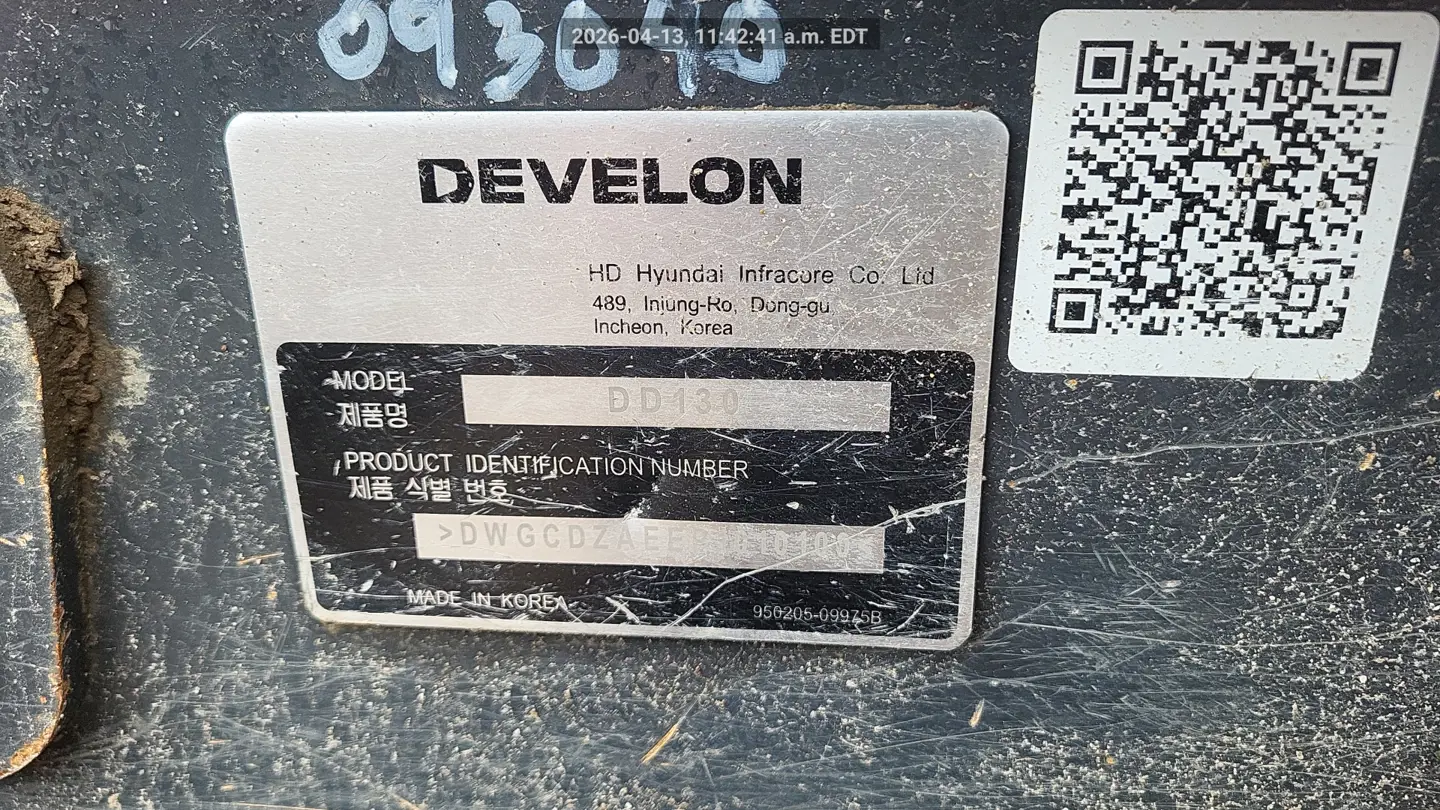 2026-04-13, 11:42:41 a.m. EDT
DEVELON
HD Hyundai Infracore Co. Ltd
489, Injung-Ro, Dong-gu
Incheon, Korea
MODEL
제품명
DD130
PRODUCT IDENTIFICATION NUMBER
제품 식별 번호
MADE IN KOREA
950205-09975B